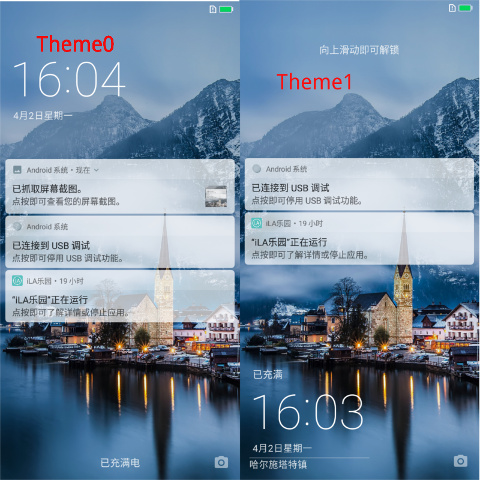 Theme0
16:04
4月2日星期一
Android 系统 • 现在
已抓取屏幕截图。
点按即可查看您的屏幕截图。
Android 系统
已连接到 USB 调试
点按即可停用 USB 调试功能。
iLA乐园 • 19 小时
“iLA乐园”正在运行
点按即可了解详情或停止应用。
已充满电
向上滑动即可解锁
Theme1
Android 系统
已连接到 USB 调试
点按即可停用 USB 调试功能。
iLA乐园 • 19 小时
“iLA乐园”正在运行
点按即可了解详情或停止应用。
已充满
16:03
4月2日星期一
哈尔施塔特镇